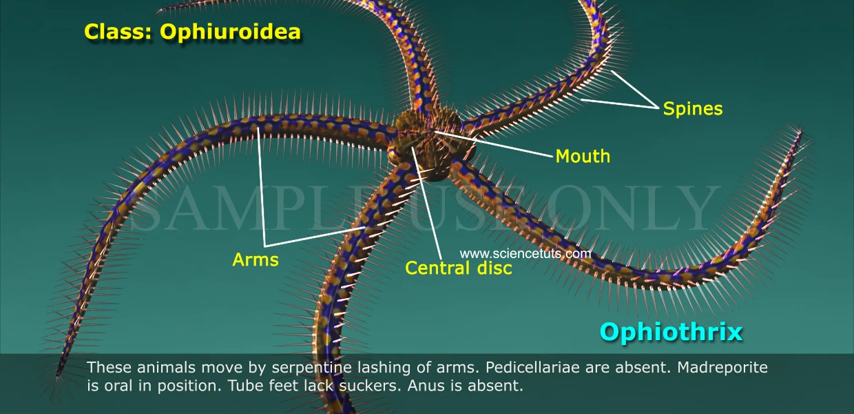 Class: Ophiuroidea
Spines
Mouth
SAMPLE USE ONLY
www.sciencetuts.com
Arms
Central disc
Ophiothrix
These animals move by serpentine lashing of arms. Pedicellariae are absent. Madreporite
is oral in position. Tube feet lack suckers. Anus is absent.